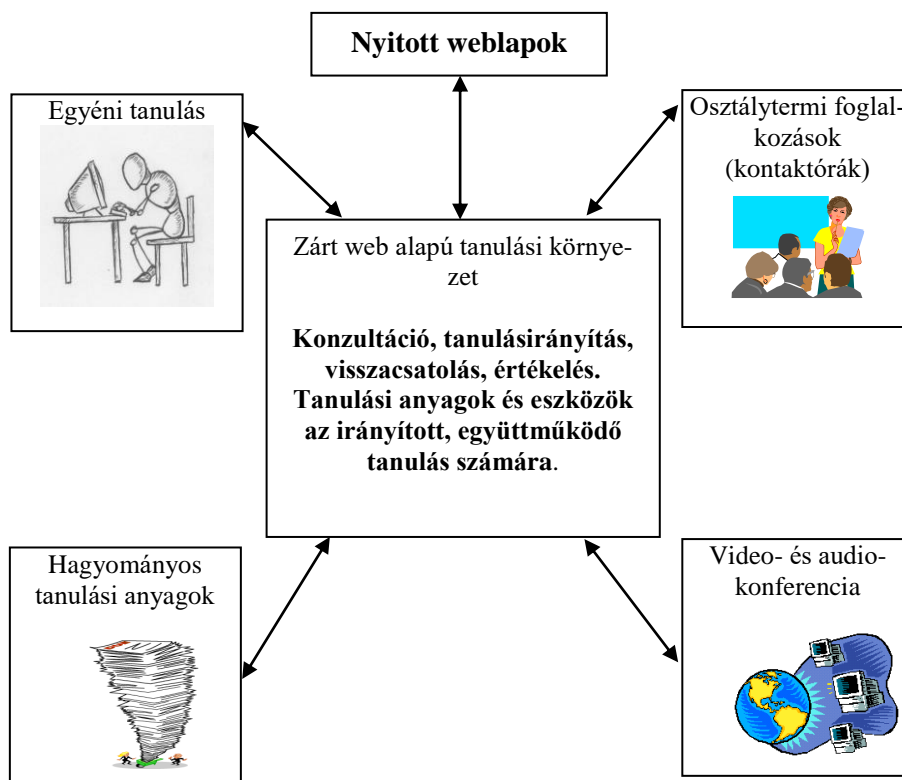 Nyitott weblapok
Egyéni tanulás
Osztálytermi foglal-
kozások
(kontaktórák)
Zárt web alapú tanulási környe-
zet
Konzultáció, tanulásirányítás,
visszacsatolás, értékelés.
Tanulási anyagok és eszközök
az irányított, együttműködő
tanulás számára.
Hagyományos
tanulási anyagok
Video- és audio-
konferencia